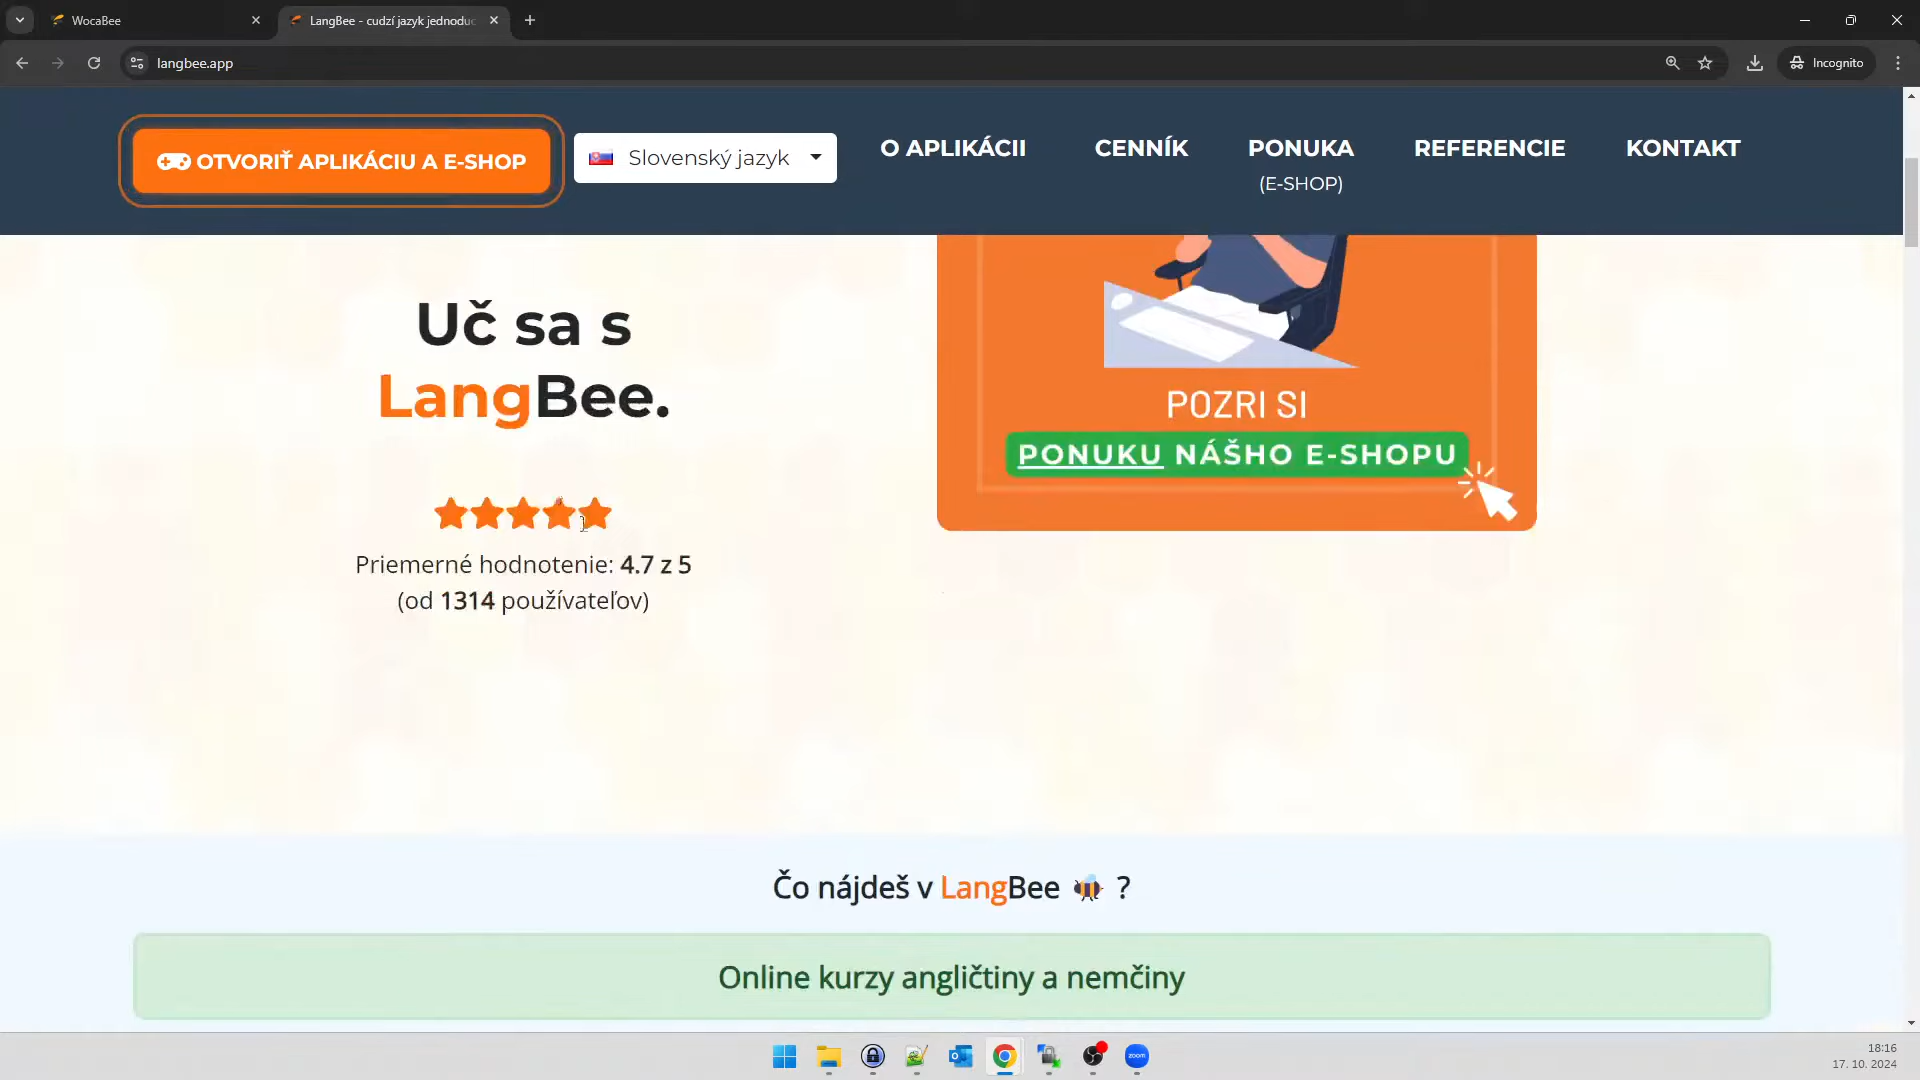 WocaBee
LangBee - cudzí jazyk jednoduc
langbee.app
Incognito
OTVORIŤ APLIKÁCIU A E-SHOP
Slovenský jazyk
O APLIKÁCII
CENNÍK
PONUKA
(E-SHOP)
REFERENCIE
KONTAKT
Uč sa s
LangBee.
Priemerné hodnotenie: 4.7 z 5
(od 1314 používateľov)
POZRI SI
PONUKU NÁŠHO E-SHOPU
Čo nájdeš v LangBee ?
Online kurzy angličtiny a nemčiny
zoom
18:16
17. 10. 2024